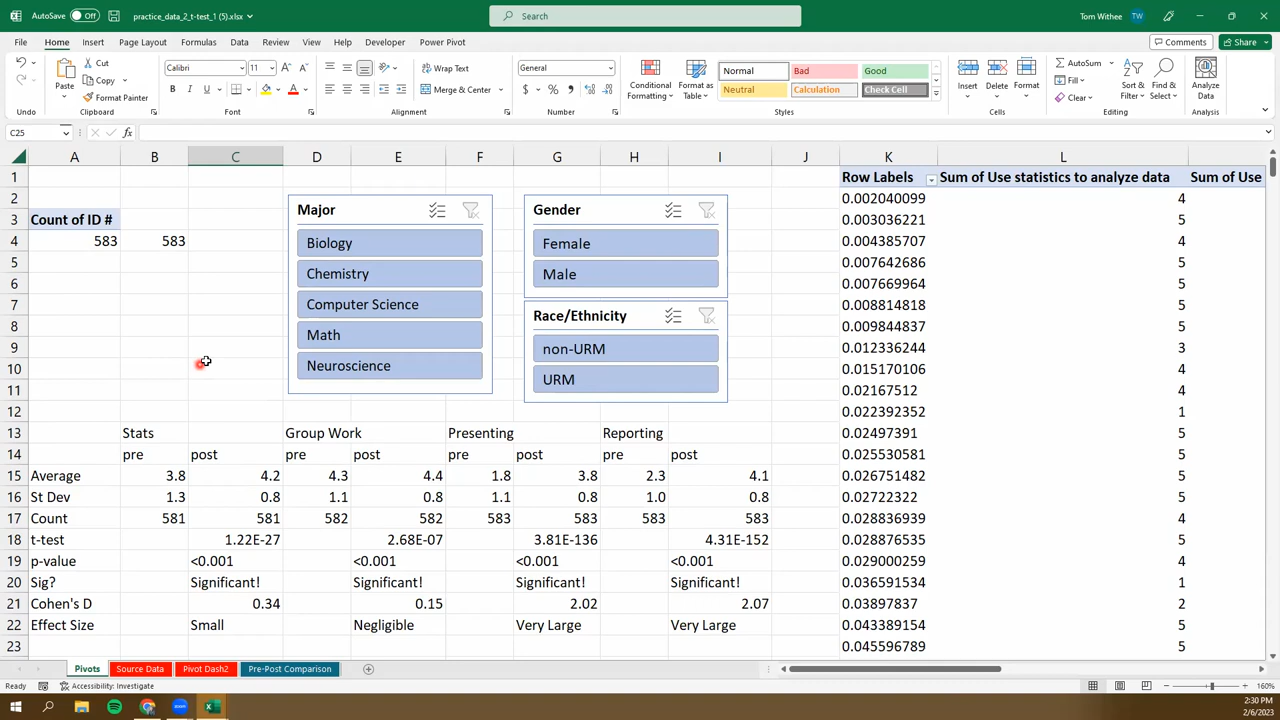 AutoSave Off practice_data_2_t-test_1 (5).xlsx Search Tom Withee TW
File Home Insert Page Layout Formulas Data Review View Help Developer Power Pivot Comments Share
Paste Cut Copy Format Painter Calibri 11 Wrap Text Merge & Center General Conditional Formatting Format as Table Normal Bad Good Neutral Calculation Check Cell Insert Delete Format AutoSum Fill Clear Sort & Filter Find & Select Analyze Data
Undo Clipboard Font Alignment Number Styles Cells Editing Analysis
C25
A B C D E F G H I J K L
1 Row Labels Sum of Use statistics to analyze data Sum of Use
2 Major Gender 0.002040099 4
3 Count of ID # 0.003036221 5
4 583 583 Biology Female 0.004385707 4
5 Chemistry Male 0.007642686 5
6 0.007669964 5
7 Computer Science Race/Ethnicity 0.008814818 5
8 Math 0.009844837 5
9 non-URM 0.012336244 3
10 Neuroscience URM 0.015170106 4
11 0.02167512 4
12 0.022392352 1
13 Stats Group Work Presenting Reporting 0.02497391 5
14 pre post pre post pre post pre post 0.025530581 5
15 Average 3.8 4.2 4.3 4.4 1.8 3.8 2.3 4.1 0.026751482 5
16 St Dev 1.3 0.8 1.1 0.8 1.1 0.8 1.0 0.8 0.02722322 5
17 Count 581 581 582 582 583 583 583 583 0.028836939 4
18 t-test 1.22E-27 2.68E-07 3.81E-136 4.31E-152 0.028876535 5
19 p-value <0.001 <0.001 <0.001 <0.001 0.029000259 4
20 Sig? Significant! Significant! Significant! Significant! 0.036591534 1
21 Cohen's D 0.34 0.15 2.02 2.07 0.03897837 2
22 Effect Size Small Negligible Very Large Very Large 0.043389154 5
23 0.045596789 5
Pivots Source Data Pivot Dash2 Pre-Post Comparison
Ready Accessibility: Investigate 160%
2:30 PM
2/6/2023